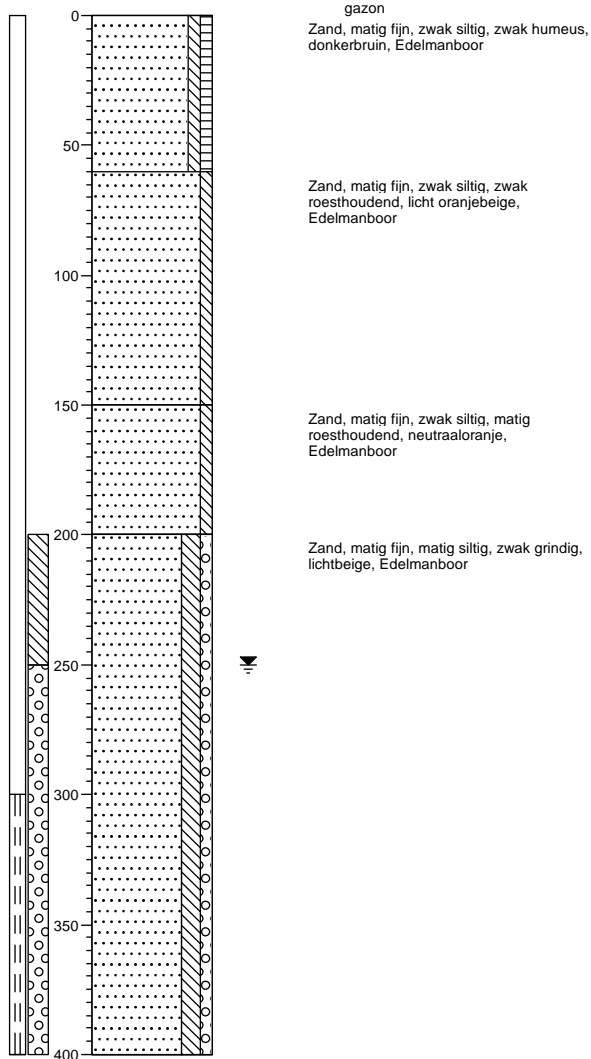 gazon
0
Zand, matig fijn, zwak siltig, zwak humeus,
donkerbruin, Edelmanboor
50
Zand, matig fijn, zwak siltig, zwak
roesthoudend, licht oranjebeige,
Edelmanboor
100
150
Zand, matig fijn, zwak siltig, matig
roesthoudend, neutraaloranje,
Edelmanboor
200
Zand, matig fijn, matig siltig, zwak grindig,
lichtbeige, Edelmanboor
250
300
350
400